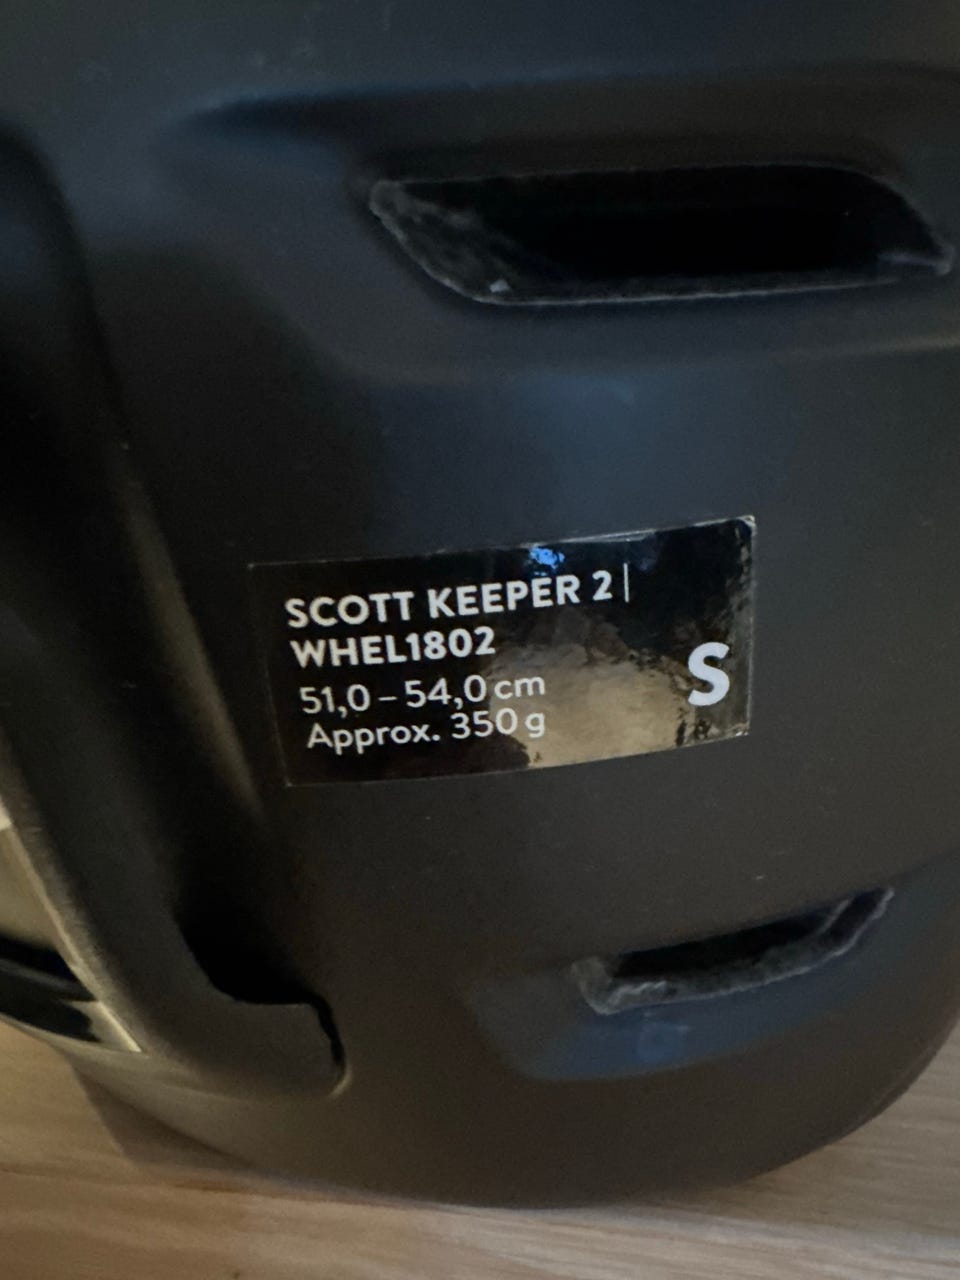 SCOTT KEEPER 2 |
WHEL1802
51,0 – 54,0 cm
Approx. 350 g
S